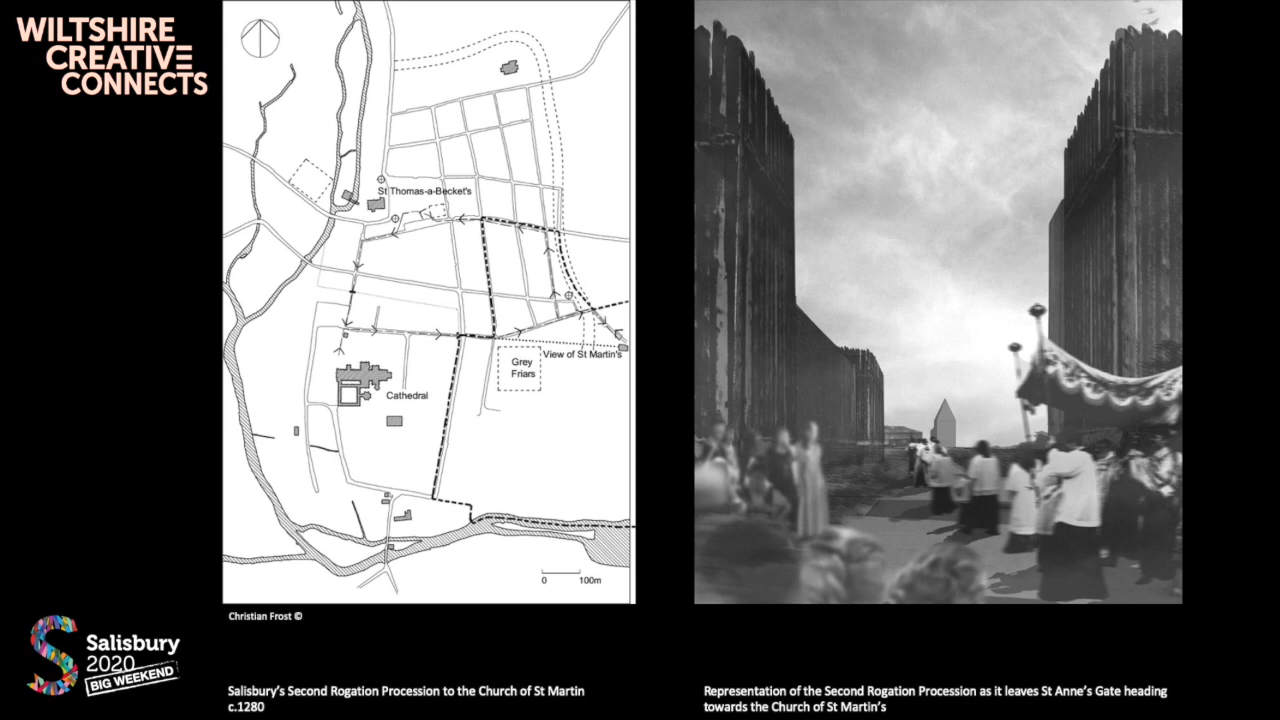 WILTSHIRE
CREATIVE
CONNECTS
St Thomas-a-Becket's
View of St Martin's
Grey
Friars
Cathedral
0 100m
Christian Frost ©
Salisbury
2020
BIG WEEKEND
Salisbury's Second Rogation Procession to the Church of St Martin
c.1280
Representation of the Second Rogation Procession as it leaves St Anne's Gate heading
towards the Church of St Martin's